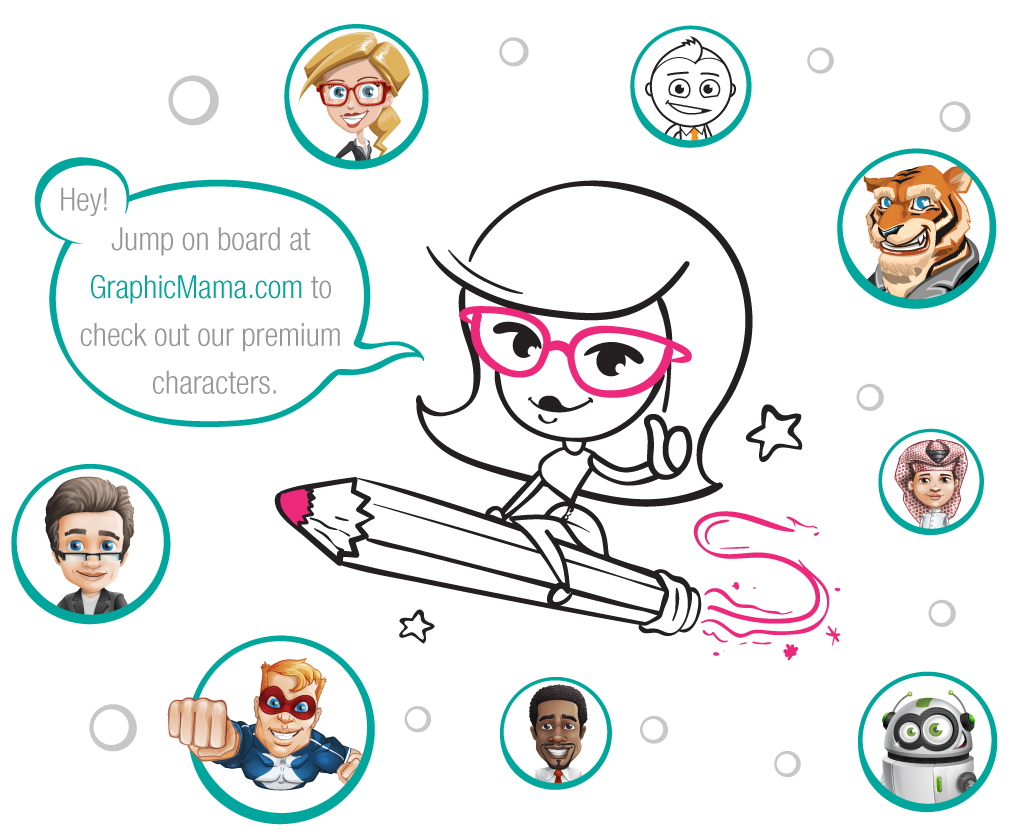 Hey!
Jump on board at
GraphicMama.com to
check out our premium
characters.